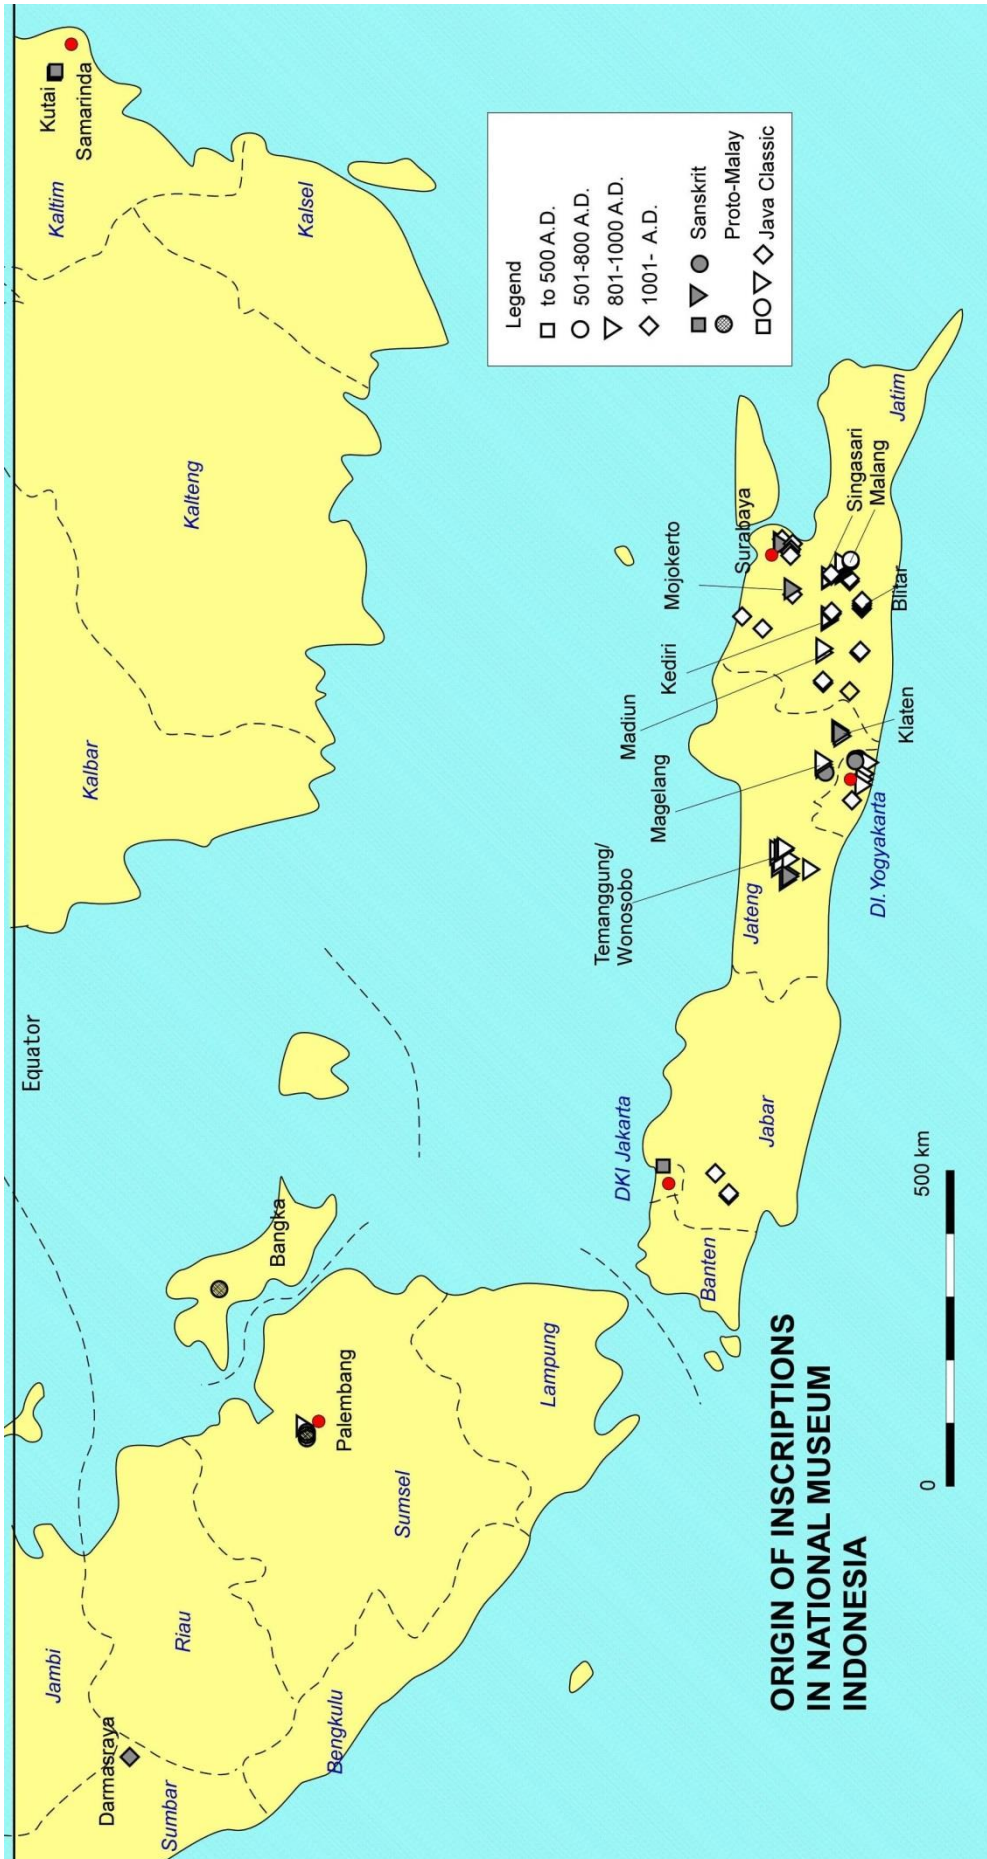 ORIGIN OF INSCRIPTIONS
IN NATIONAL MUSEUM
INDONESIA
Equator
Jambi
Riau
Darmasraya
Sumbar
Bengkulu
Sumsel
Palembang
Lampung
Bangka
Kalbar
Kalteng
Kaltim
Kalsel
Kutai
Samarinda
Banten
DKI Jakarta
Jabar
Jateng
Temanggung/
Wonosobo
Magelang
Madiun
Kediri
Mojokerto
Surabaya
DI.Yogyakarta
Klaten
Blitar
Singasari
Malang
Jatim
Legend
to 500 A.D.
501-800 A.D.
801-1000 A.D.
1001- A.D.
Sanskrit
Proto-Malay
Java Classic
0
500 km